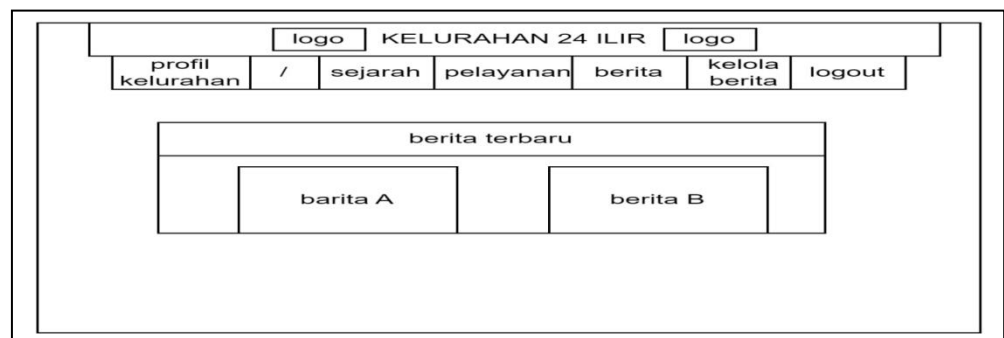 logo KELURAHAN 24 ILIR logo
profil kelurahan / sejarah pelayanan berita kelola berita logout
berita terbaru
barita A berita B